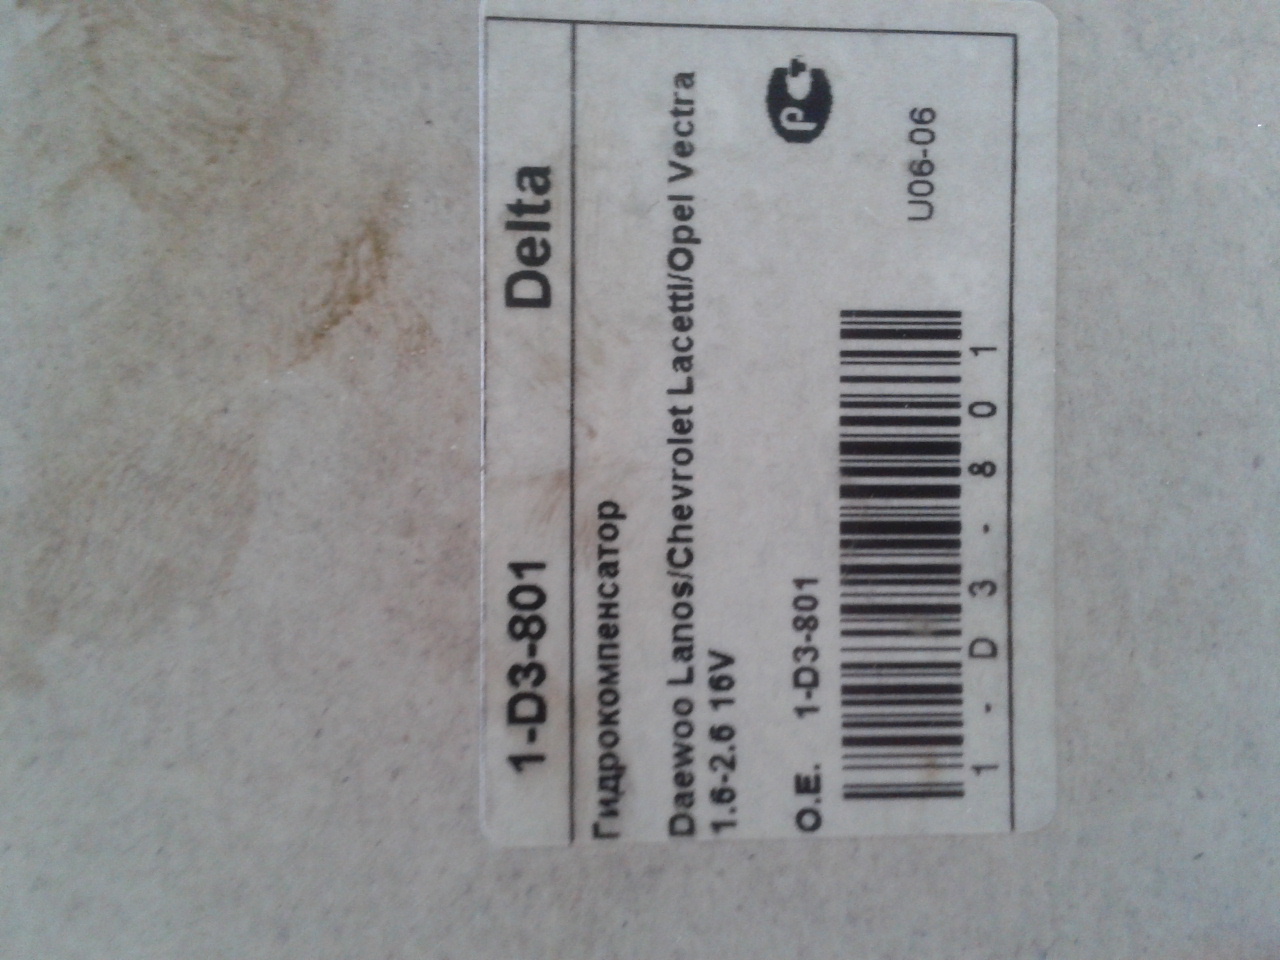 1-D3-801 Delta
Гидрокомпенсатор
Daewoo Lanos/Chevrolet Lacetti/Opel Vectra
1.6-2.6 16V
O.E. 1-D3-801
РСТ
U06-06
1-D3-801